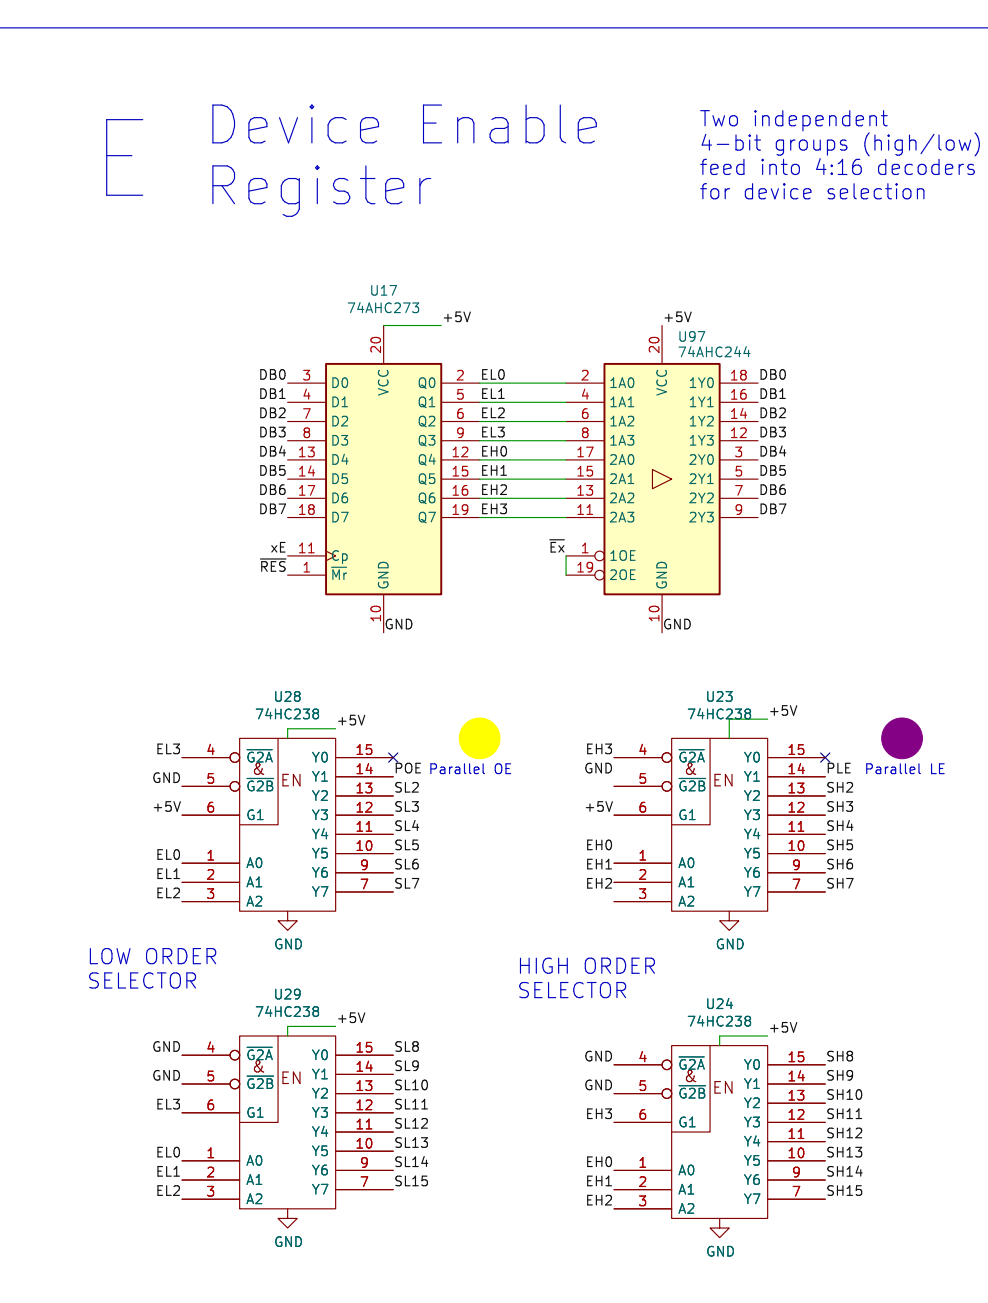 E
Device Enable
Register
Two independent
4-bit groups (high/low)
feed into 4:16 decoders
for device selection
U17
74AHC273
+5V
20
VCC
DB0 3 D0 Q0 2 EL0
DB1 4 D1 Q1 5 EL1
DB2 7 D2 Q2 6 EL2
DB3 8 D3 Q3 9 EL3
DB4 13 D4 Q4 12 EH0
DB5 14 D5 Q5 15 EH1
DB6 17 D6 Q6 16 EH2
DB7 18 D7 Q7 19 EH3
xE 11 Cp
RES 1 Mr
GND
10
GND
+5V
U97
74AHC244
20
VCC
2 1A0 1Y0 18 DB0
4 1A1 1Y1 16 DB1
6 1A2 1Y2 14 DB2
8 1A3 1Y3 12 DB3
17 2A0 2Y0 3 DB4
15 2A1 2Y1 5 DB5
13 2A2 2Y2 7 DB6
11 2A3 2Y3 9 DB7
Ex 1 1OE
19 2OE
GND
10
GND
U28
74HC238
+5V
EL3 4 G2A Y0 15
& EN
Y1 14 POE
GND 5 G2B Y2 13 SL2
+5V 6 G1 Y3 12 SL3
Y4 11 SL4
Y5 10 SL5
EL0 1 A0 Y6 9 SL6
EL1 2 A1 Y7 7 SL7
EL2 3 A2
GND
Parallel OE
U23
74HC238
+5V
EH3 4 G2A Y0 15
& EN
Y1 14 PLE
GND 5 G2B Y2 13 SH2
+5V 6 G1 Y3 12 SH3
Y4 11 SH4
Y5 10 SH5
EH0 1 A0 Y6 9 SH6
EH1 2 A1 Y7 7 SH7
EH2 3 A2
GND
Parallel LE
LOW ORDER
SELECTOR
HIGH ORDER
SELECTOR
U29
74HC238
+5V
GND 4 G2A Y0 15 SL8
& EN
Y1 14 SL9
GND 5 G2B Y2 13 SL10
EL3 6 G1 Y3 12 SL11
Y4 11 SL12
Y5 10 SL13
EL0 1 A0 Y6 9 SL14
EL1 2 A1 Y7 7 SL15
EL2 3 A2
GND
U24
74HC238
+5V
GND 4 G2A Y0 15 SH8
& EN
Y1 14 SH9
GND 5 G2B Y2 13 SH10
EH3 6 G1 Y3 12 SH11
Y4 11 SH12
Y5 10 SH13
EH0 1 A0 Y6 9 SH14
EH1 2 A1 Y7 7 SH15
EH2 3 A2
GND